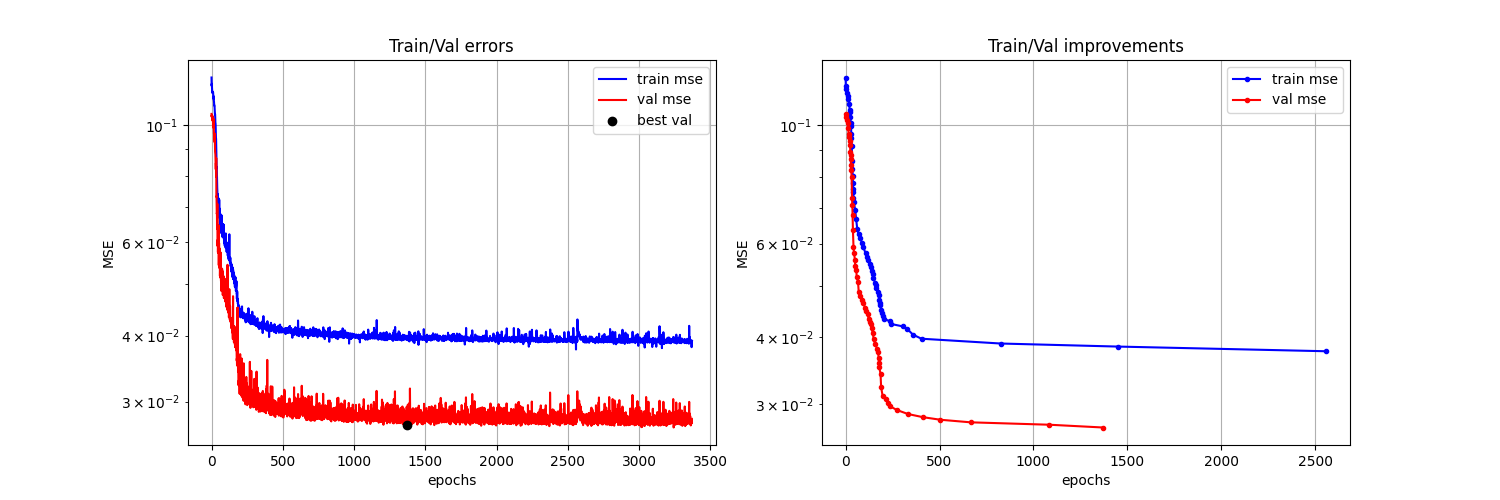 Train/Val errors
train mse
val mse
best val
10⁻¹
6 × 10⁻²
4 × 10⁻²
3 × 10⁻²
MSE
0 500 1000 1500 2000 2500 3000 3500
epochs
Train/Val improvements
train mse
val mse
10⁻¹
6 × 10⁻²
4 × 10⁻²
3 × 10⁻²
MSE
0 500 1000 1500 2000 2500
epochs